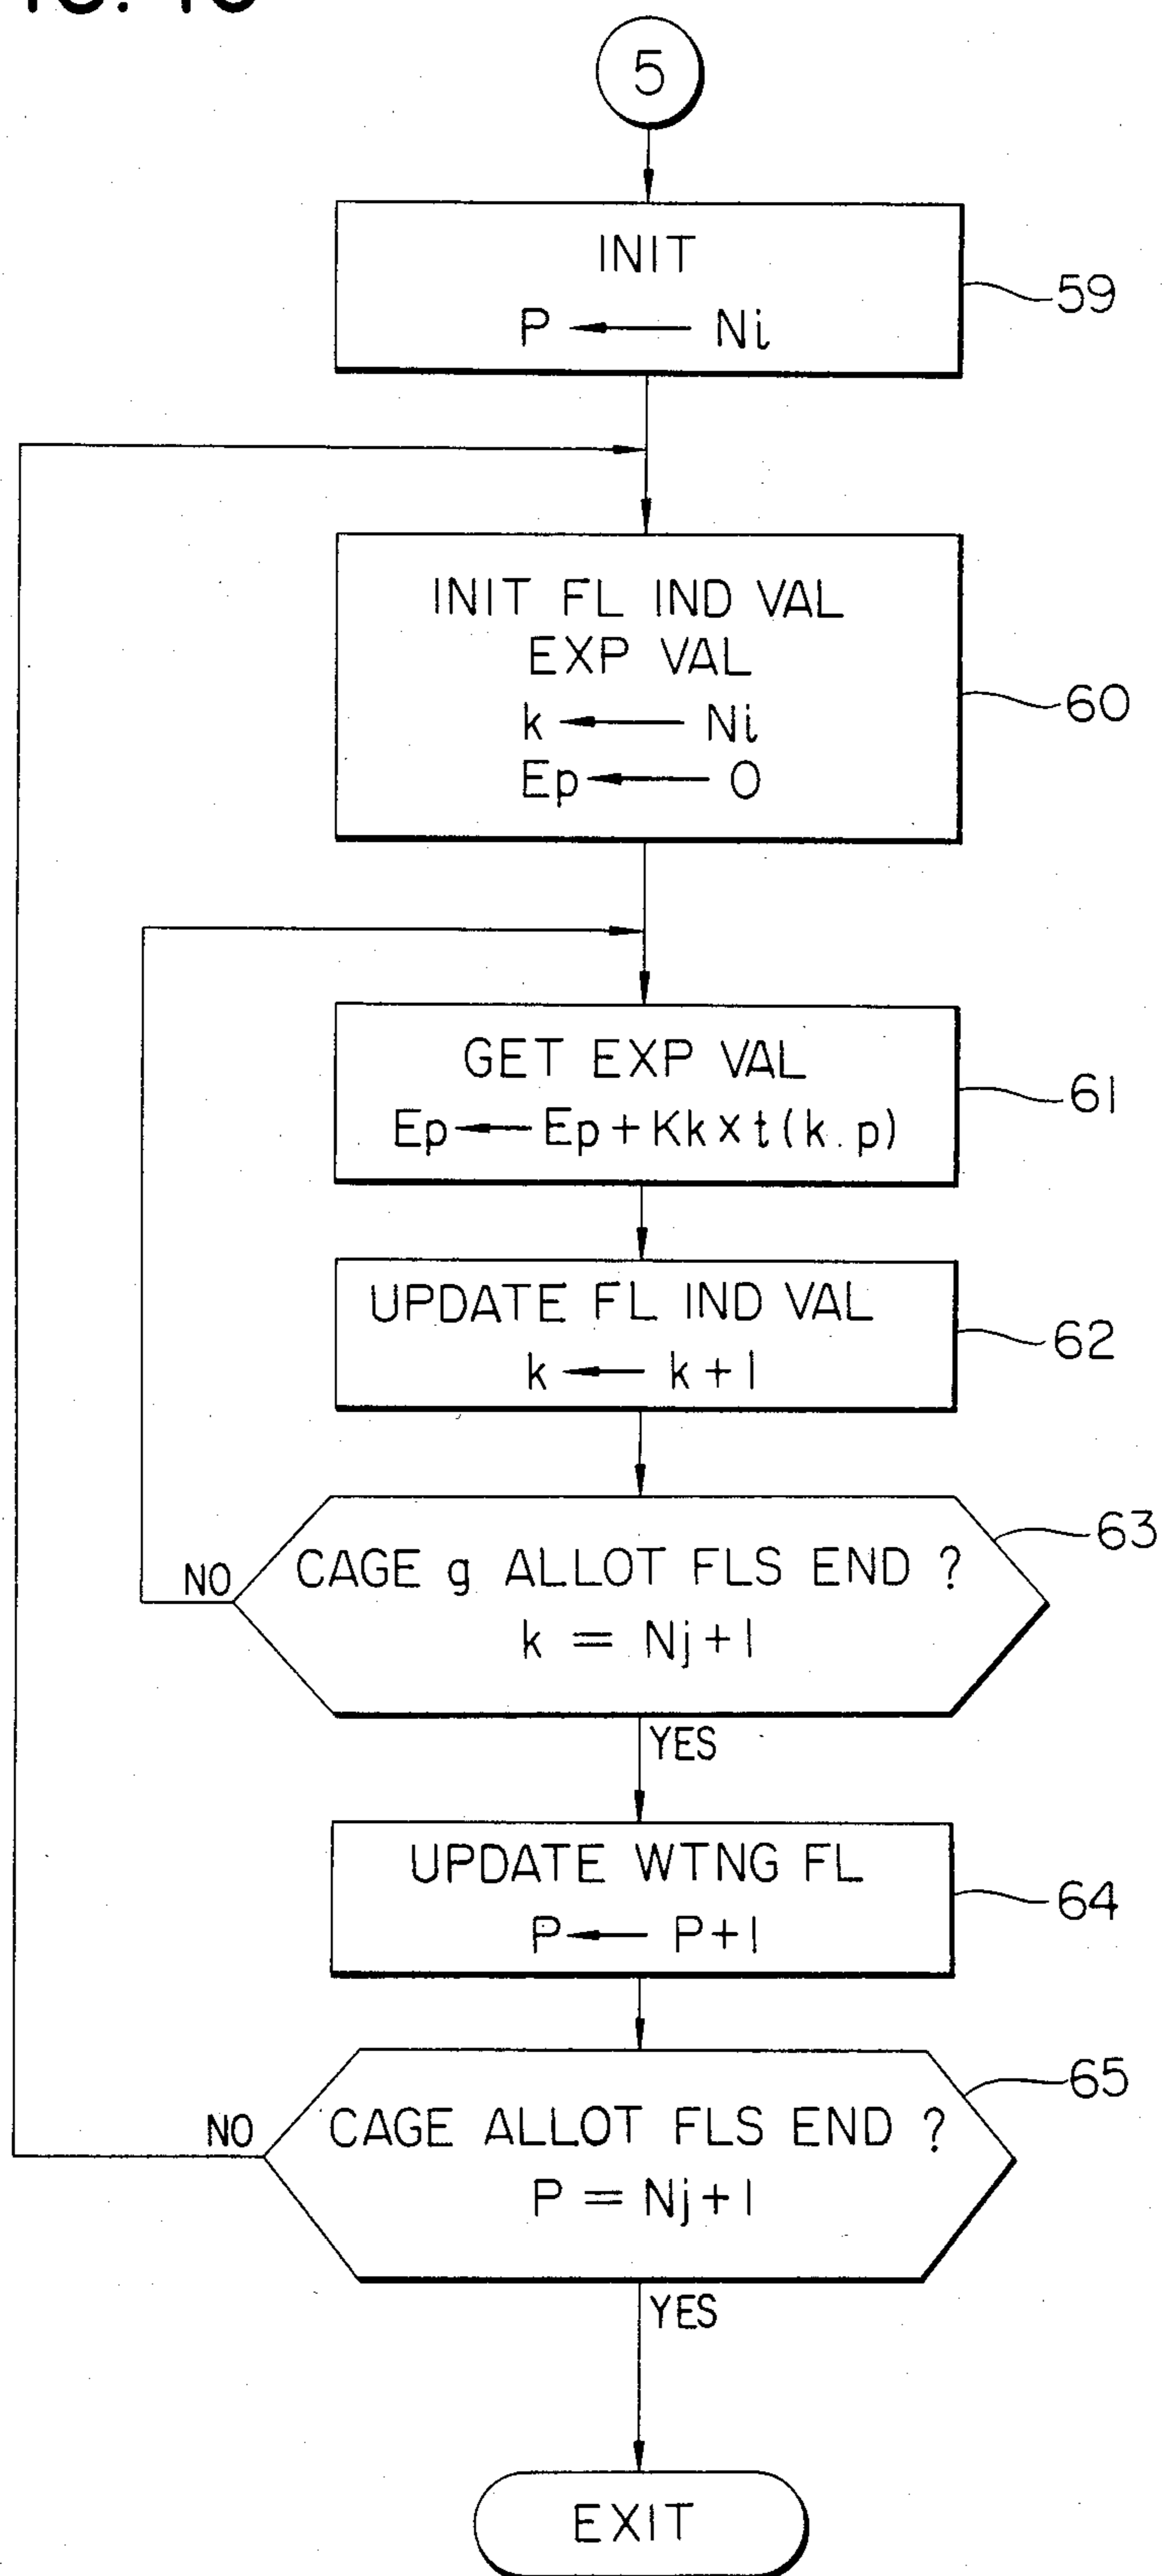 5
INIT
P ← Ni
59
INIT FL IND VAL
EXP VAL
k ← Ni
Ep ← 0
60
GET EXP VAL
Ep ← Ep + Kk × t(k.p)
61
UPDATE FL IND VAL
k ← k + 1
62
CAGE g ALLOT FLS END ?
k = Nj + 1
63
NO
YES
UPDATE WTNG FL
P ← P + 1
64
CAGE ALLOT FLS END ?
P = Nj + 1
65
NO
YES
EXIT